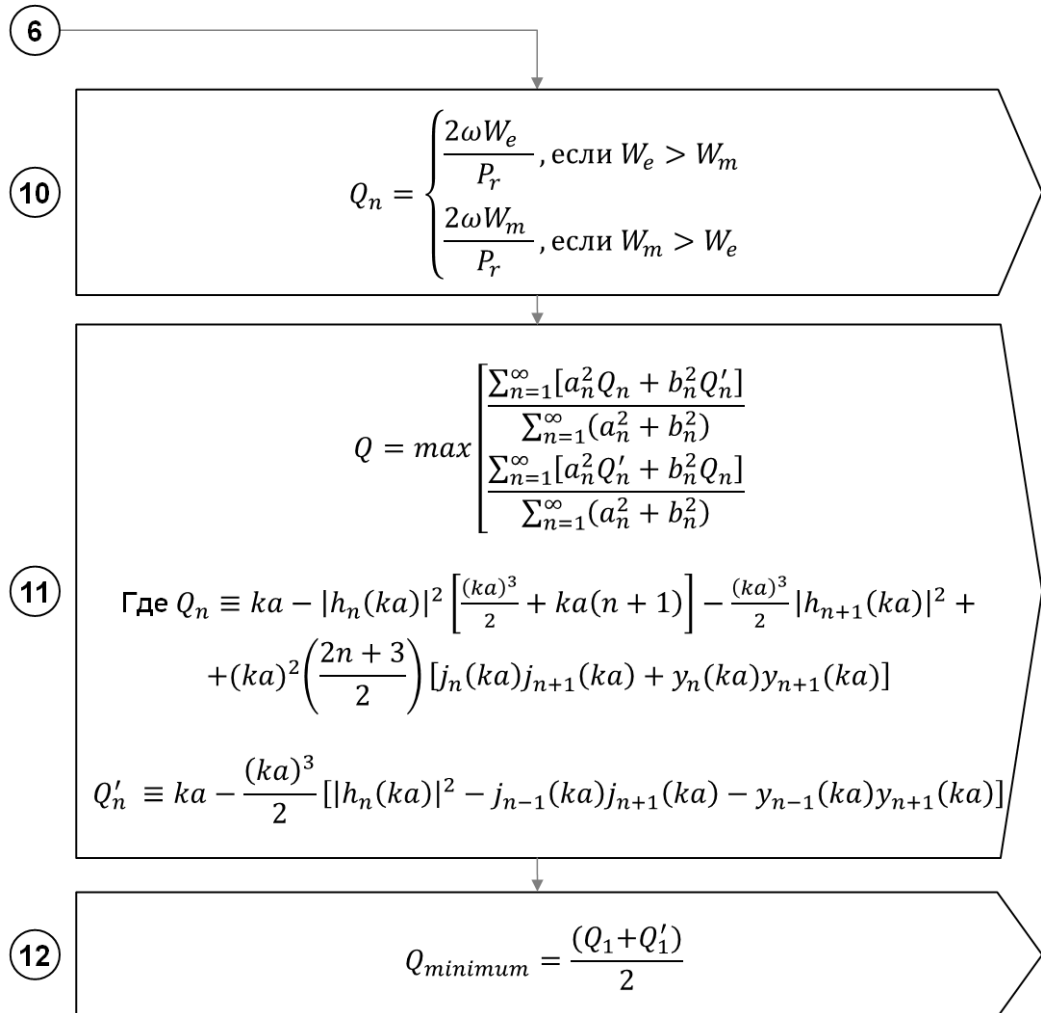 6
10
Q_n = { 2ωW_e / P_r , если W_e > W_m
2ωW_m / P_r , если W_m > W_e
11
Q = max [ ∑_{n=1}^{∞}[a_n^2 Q_n + b_n^2 Q′_n] / ∑_{n=1}^{∞}(a_n^2 + b_n^2)
∑_{n=1}^{∞}[a_n^2 Q′_n + b_n^2 Q_n] / ∑_{n=1}^{∞}(a_n^2 + b_n^2)
Где Q_n ≡ ka − |h_n(ka)|^2 [(ka)^3/2 + ka(n + 1)] − (ka)^3/2 |h_{n+1}(ka)|^2 +
+(ka)^2 ((2n + 3)/2) [j_n(ka)j_{n+1}(ka) + y_n(ka)y_{n+1}(ka)]
Q′_n ≡ ka − (ka)^3/2 [|h_n(ka)|^2 − j_{n−1}(ka)j_{n+1}(ka) − y_{n−1}(ka)y_{n+1}(ka)]
12
Q_{minimum} = (Q_1+Q′_1)/2